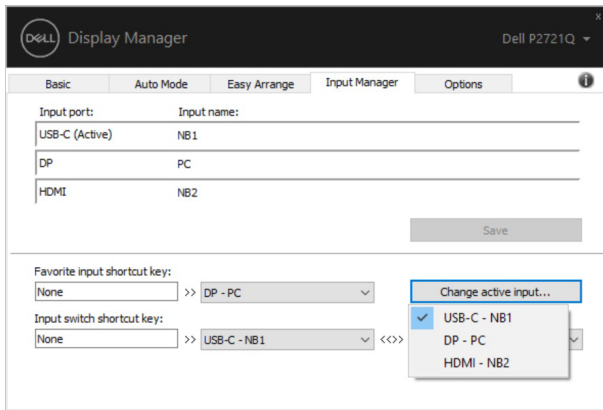 x
DELL Display Manager Dell P2721Q
Basic Auto Mode Easy Arrange Input Manager Options i
Input port: Input name:
USB-C (Active) NB1
DP PC
HDMI NB2
Save
Favorite input shortcut key:
None >> DP - PC Change active input...
Input switch shortcut key:
None >> USB-C - NB1 <<>>
USB-C - NB1
DP - PC
HDMI - NB2